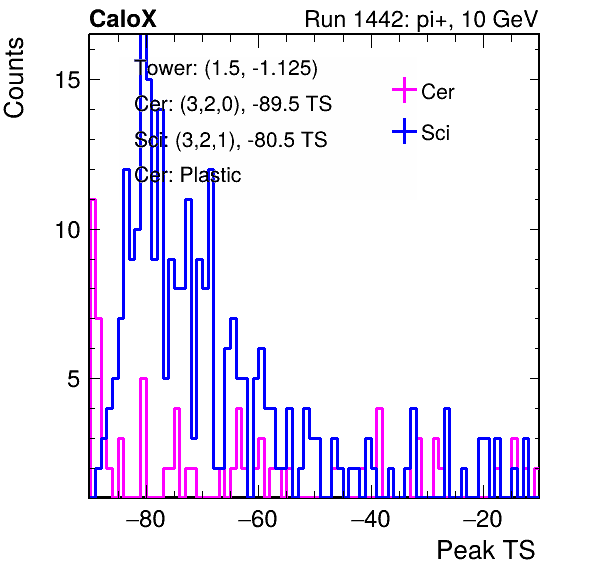 CaloX Run 1442: pi+, 10 GeV
Counts
Tower: (1.5, -1.125)
Cer: (3,2,0), -89.5 TS
Sci: (3,2,1), -80.5 TS
Cer: Plastic
Cer
Sci
15
10
5
−80 −60 −40 −20
Peak TS